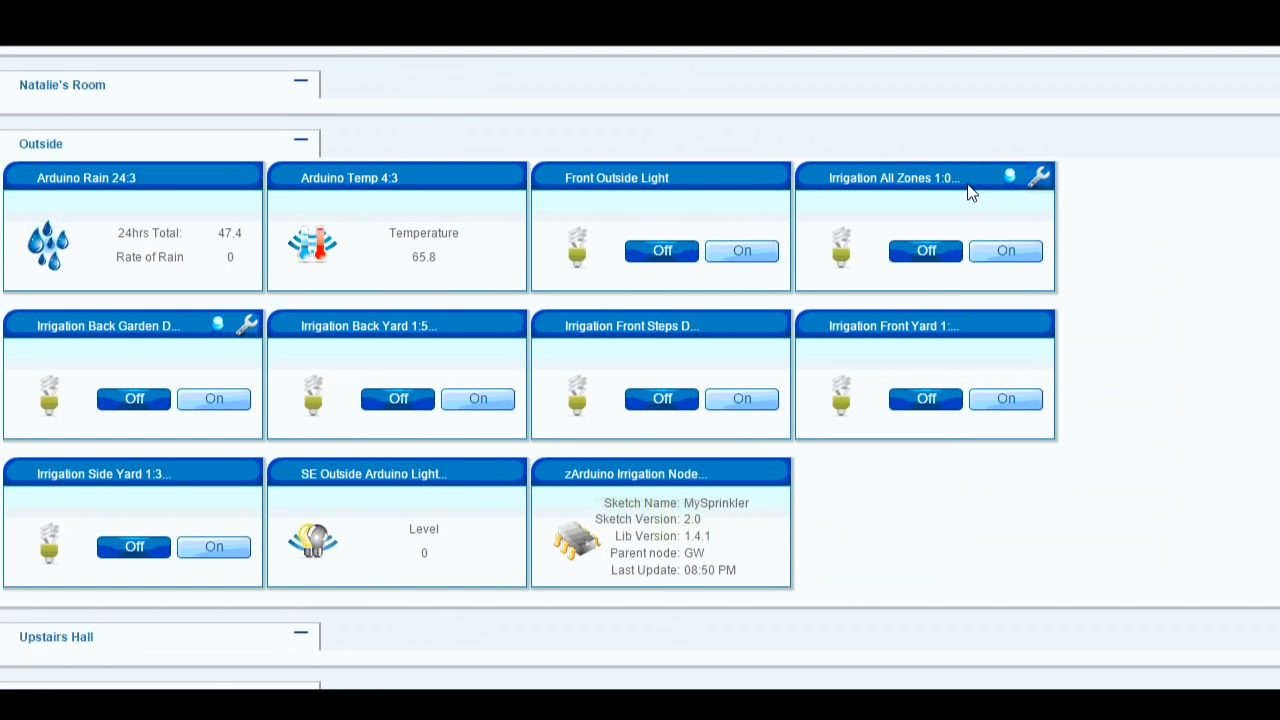 Natalie's Room
Outside
Arduino Rain 24:3
24hrs Total: 47.4
Rate of Rain 0
Arduino Temp 4:3
Temperature
65.8
Front Outside Light
Off On
Irrigation All Zones 1:0...
Off On
Irrigation Back Garden D...
Off On
Irrigation Back Yard 1:5...
Off On
Irrigation Front Steps D...
Off On
Irrigation Front Yard 1:...
Off On
Irrigation Side Yard 1:3...
Off On
SE Outside Arduino Light...
Level
0
zArduino Irrigation Node...
Sketch Name: MySprinkler
Sketch Version: 2.0
Lib Version: 1.4.1
Parent node: GW
Last Update: 08:50 PM
Upstairs Hall